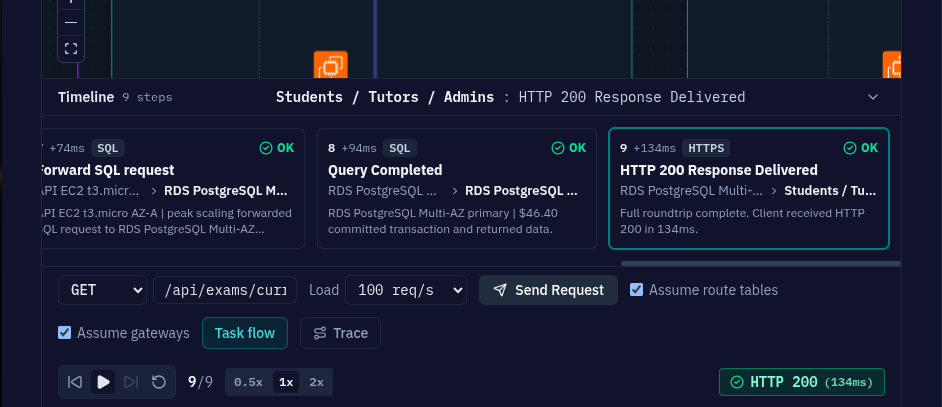 Timeline 9 steps Students / Tutors / Admins : HTTP 200 Response Delivered
+74ms SQL OK
Forward SQL request
API EC2 t3.micr... > RDS PostgreSQL M...
API EC2 t3.micro AZ-A | peak scaling forwarded
SQL request to RDS PostgreSQL Multi-AZ...
8 +94ms SQL OK
Query Completed
RDS PostgreSQL ... > RDS PostgreSQL ...
RDS PostgreSQL Multi-AZ primary | $46.40
committed transaction and returned data.
9 +134ms HTTPS OK
HTTP 200 Response Delivered
RDS PostgreSQL Multi-... > Students / Tu...
Full roundtrip complete. Client received HTTP
200 in 134ms.
GET /api/exams/curr Load 100 req/s Send Request Assume route tables
Assume gateways Task flow Trace
9/9 0.5x 1x 2x HTTP 200 (134ms)